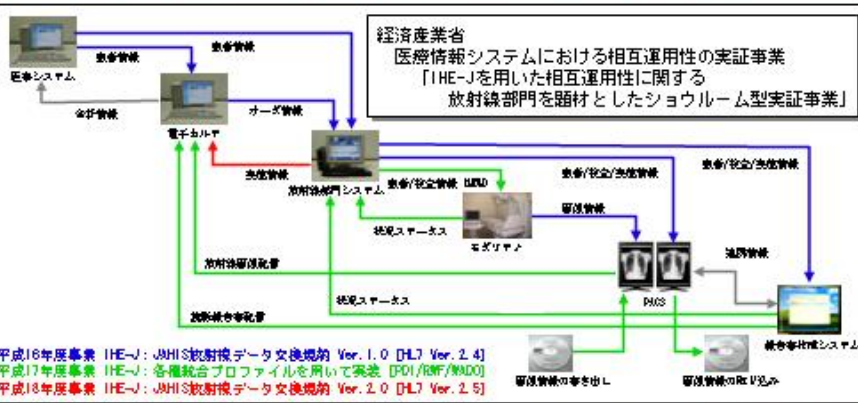 経済産業省
医療情報システムにおける相互運用性の実証事業
「IHE-Jを用いた相互運用性に関する
放射線部門を題材としたショウルーム型実証事業」
患者情報
患者情報
医事システム
会計情報
オーダ情報
電子カルテ
実施情報
患者/検査情報 MWM
患者/検査/実施情報
患者/検査/実施情報
放射線部門システム
状況ステータス
画像情報
モダリティ
放射線画像配信
連携情報
状況ステータス
PACS
放射線報告書配信
画像情報の書き出し
画像情報の取り込み
平成16年度事業 IHE-J: JAHIS放射線データ交換規約 Ver.1.0 [HL7 Ver.2.4]
平成17年度事業 IHE-J: 各種統合プロファイルを用いて実装 [PDI/RWF/WADO]
平成18年度事業 IHE-J: JAHIS放射線データ交換規約 Ver.2.0 [HL7 Ver.2.5]